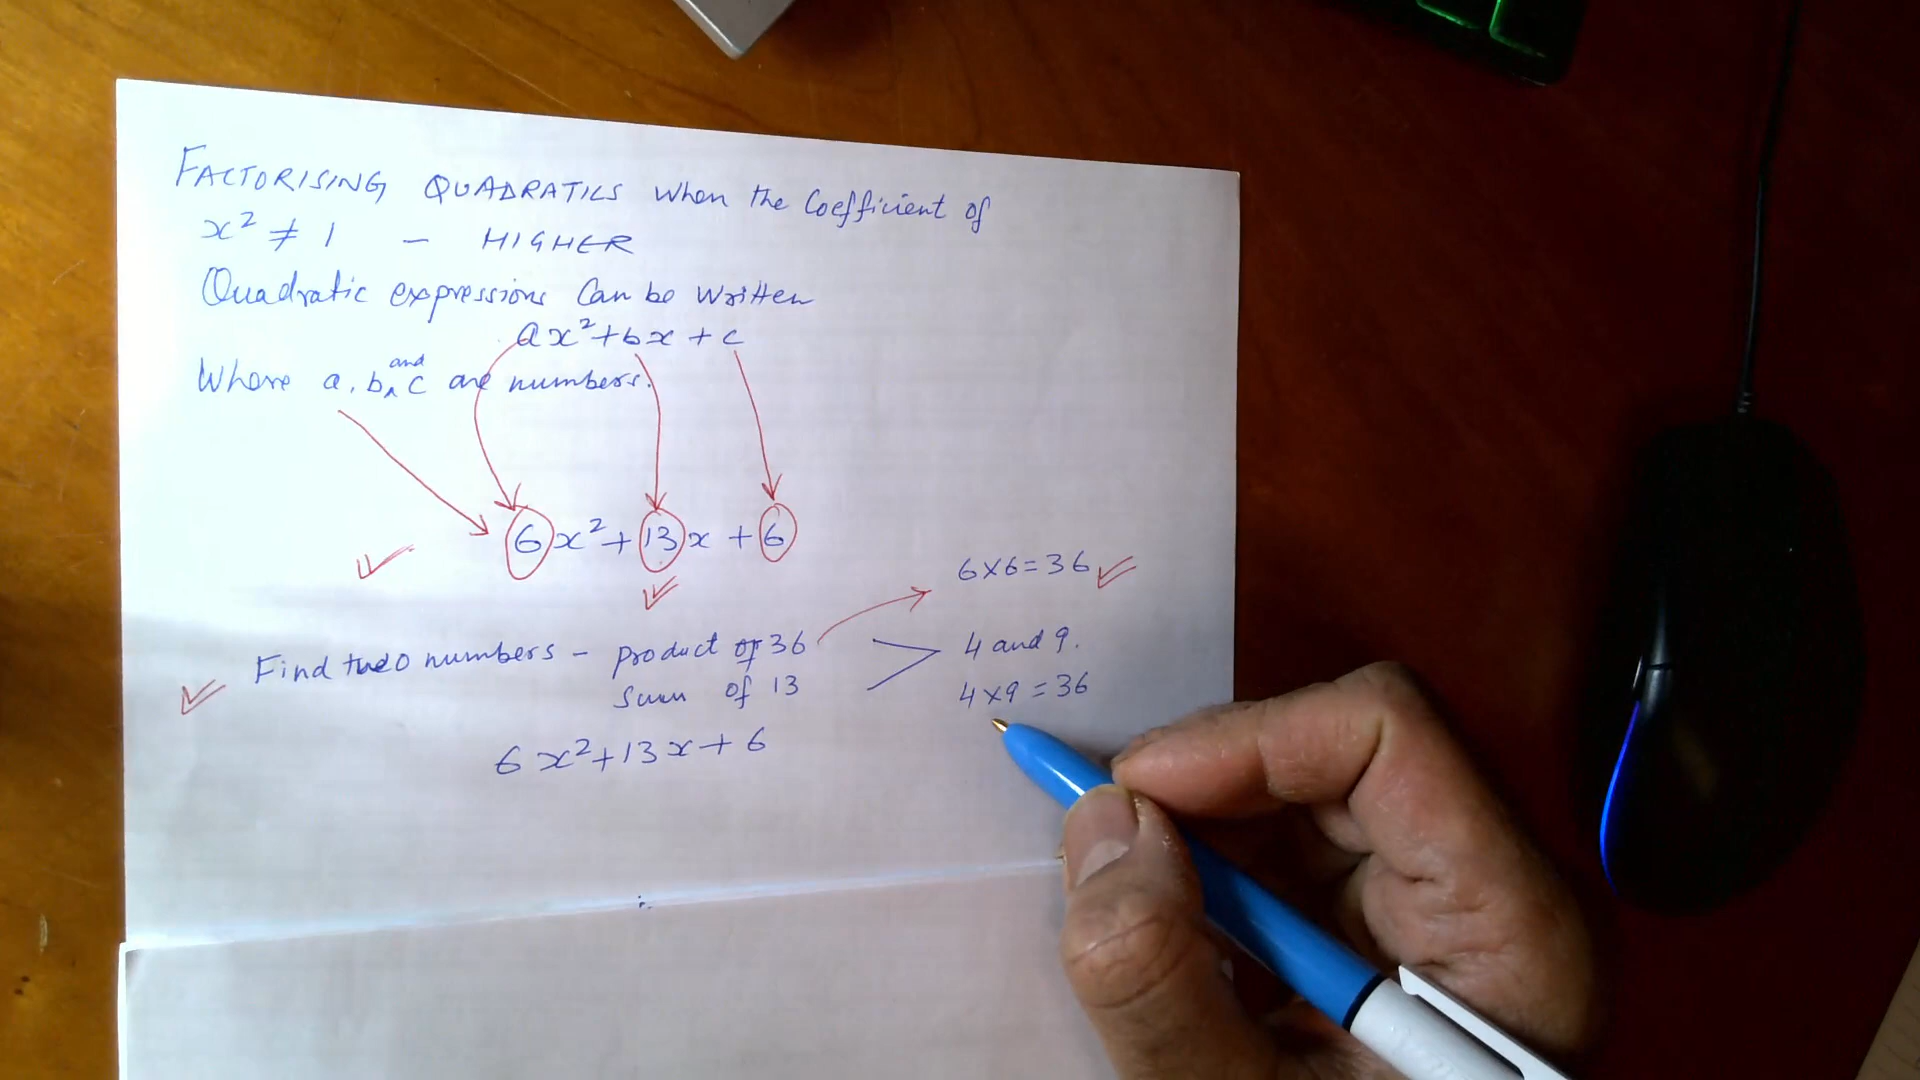 FACTORISING QUADRATICS when the Coefficient of
x² ≠ 1 – HIGHER
Quadratic expressions Can be written
ax² + bx + c
Where a, b and c are numbers.
6x² + 13x + 6
6×6=36
Find two numbers – product of 36
4 and 9.
Sum of 13
4×9=36
6x²+13x+6